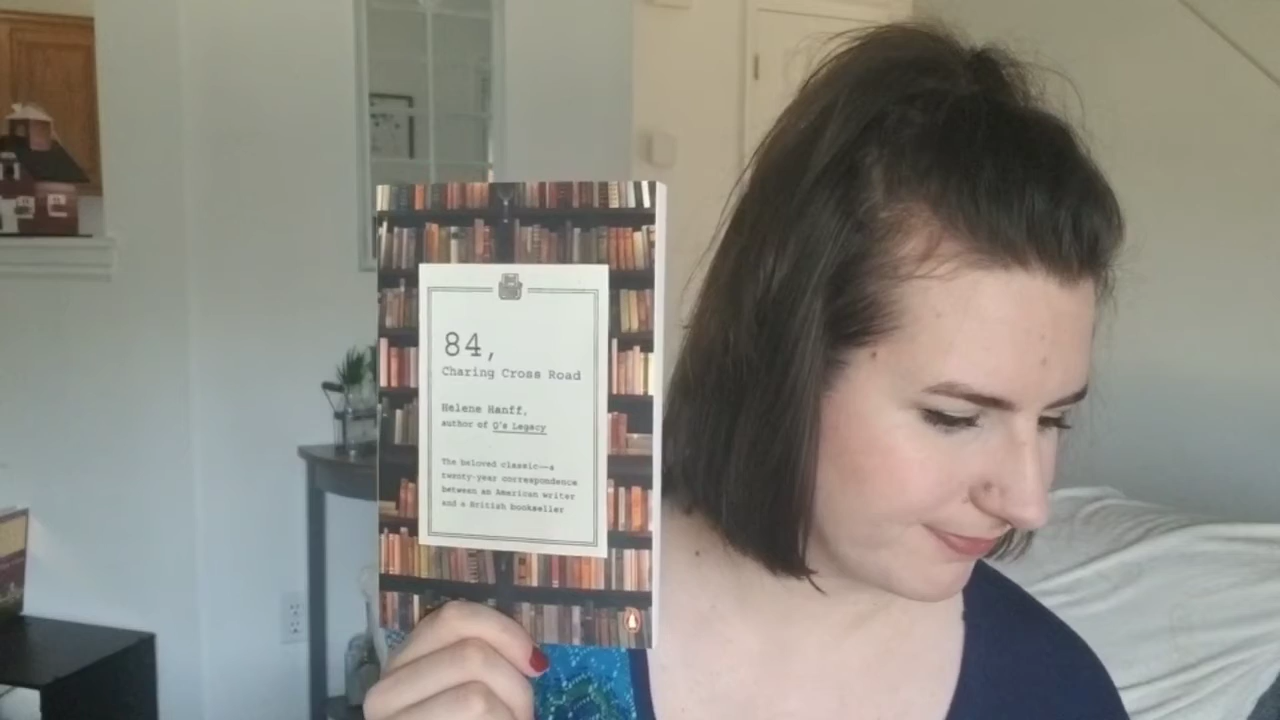 84,
Charing Cross Road
Helene Hanff,
author of Q's Legacy
The beloved classic—a
twenty-year correspondence
between an American writer
and a British bookseller